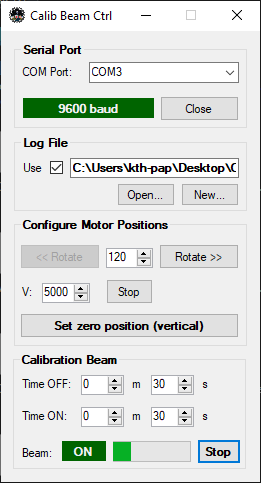 Calib Beam Ctrl
Serial Port
COM Port: COM3
9600 baud Close
Log File
Use C:\Users\kth-pap\Desktop\
Open... New...
Configure Motor Positions
<< Rotate 120 Rotate >>
V: 5000 Stop
Set zero position (vertical)
Calibration Beam
Time OFF: 0 m 30 s
Time ON: 0 m 30 s
Beam: ON Stop